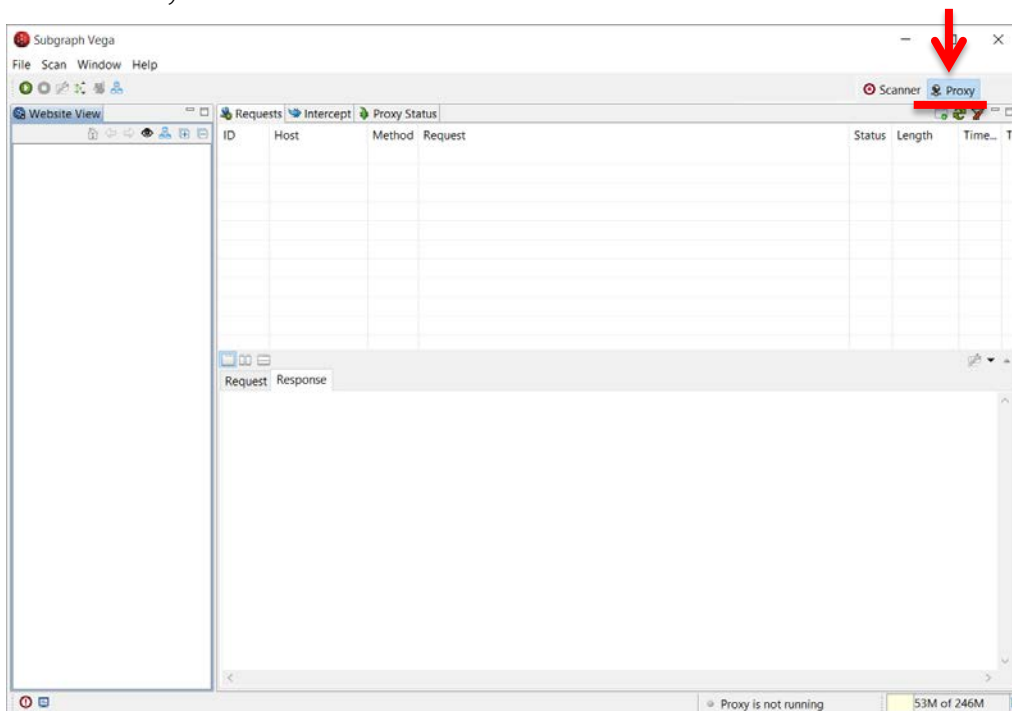 Subgraph Vega
File Scan Window Help
Scanner Proxy
Website View
Requests Intercept Proxy Status
ID Host Method Request Status Length Time...
Request Response
Proxy is not running
53M of 246M